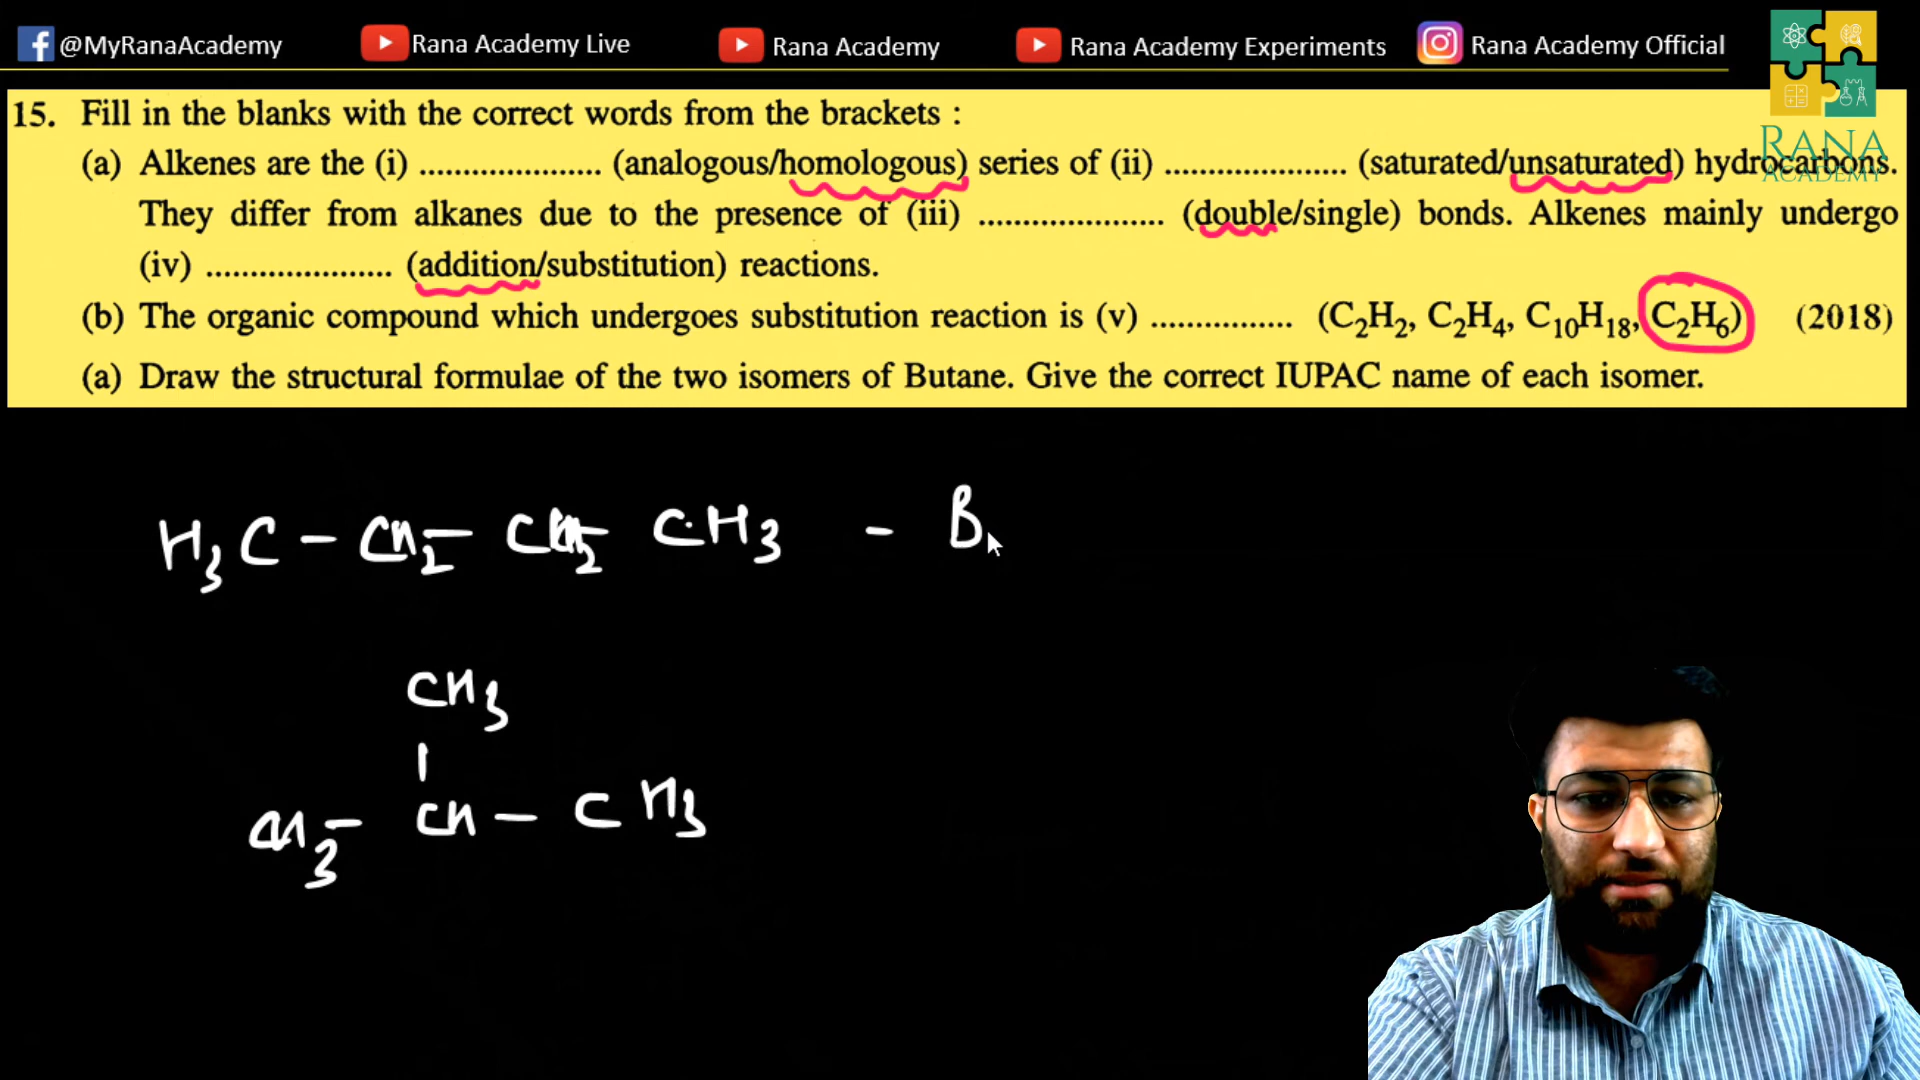 @MyRanaAcademy Rana Academy Live Rana Academy Rana Academy Experiments Rana Academy Official
RANA
ACADEMY
15. Fill in the blanks with the correct words from the brackets :
(a) Alkenes are the (i) .................... (analogous/homologous) series of (ii) .................... (saturated/unsaturated) hydrocarbons.
They differ from alkanes due to the presence of (iii) .................... (double/single) bonds. Alkenes mainly undergo
(iv) .................... (addition/substitution) reactions.
(b) The organic compound which undergoes substitution reaction is (v) ................ (C₂H₂, C₂H₄, C₁₀H₁₈, C₂H₆) (2018)
(a) Draw the structural formulae of the two isomers of Butane. Give the correct IUPAC name of each isomer.
H₃C - CH₂ - CH₂ - CH₃ - B
CH₃
|
CH₃ - CH - CH₃